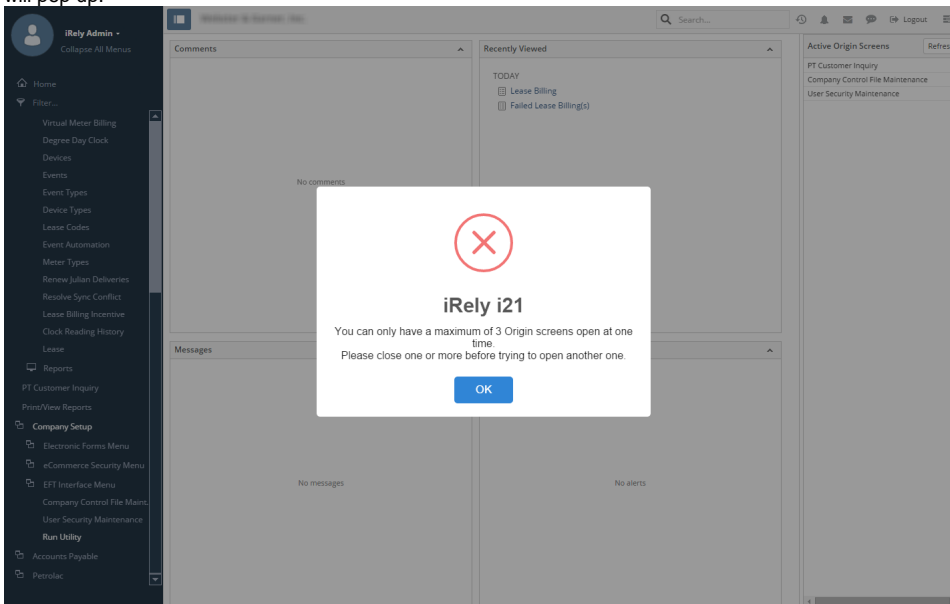 will pop up.
iRely Admin
Collapse All Menus
Search...
Logout
Home
Filter...
Virtual Meter Billing
Degree Day Clock
Devices
Events
Event Types
Device Types
Lease Codes
Event Automation
Meter Types
Renew Julian Deliveries
Resolve Sync Conflict
Lease Billing Incentive
Clock Reading History
Lease
Reports
PT Customer Inquiry
Print/View Reports
Company Setup
Electronic Forms Menu
eCommerce Security Menu
EFT Interface Menu
Company Control File Maint.
User Security Maintenance
Run Utility
Accounts Payable
Petrolac
Comments
No comments
Recently Viewed
TODAY
Lease Billing
Failed Lease Billing(s)
Active Origin Screens
Refres
PT Customer Inquiry
Company Control File Maintenance
User Security Maintenance
iRely i21
You can only have a maximum of 3 Origin screens open at one
time.
Please close one or more before trying to open another one.
OK
Messages
No messages
No alerts